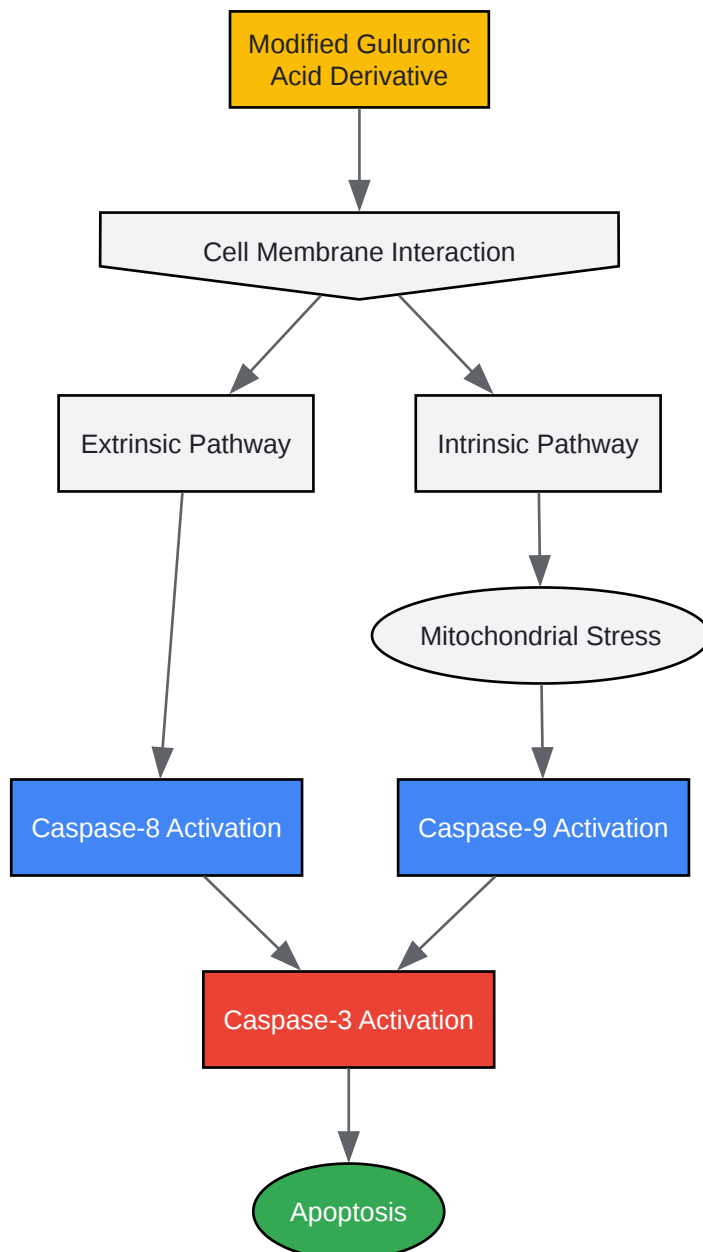 Modified Guluronic
Acid Derivative
Cell Membrane Interaction
Extrinsic Pathway
Intrinsic Pathway
Mitochondrial Stress
Caspase-8 Activation
Caspase-9 Activation
Caspase-3 Activation
Apoptosis